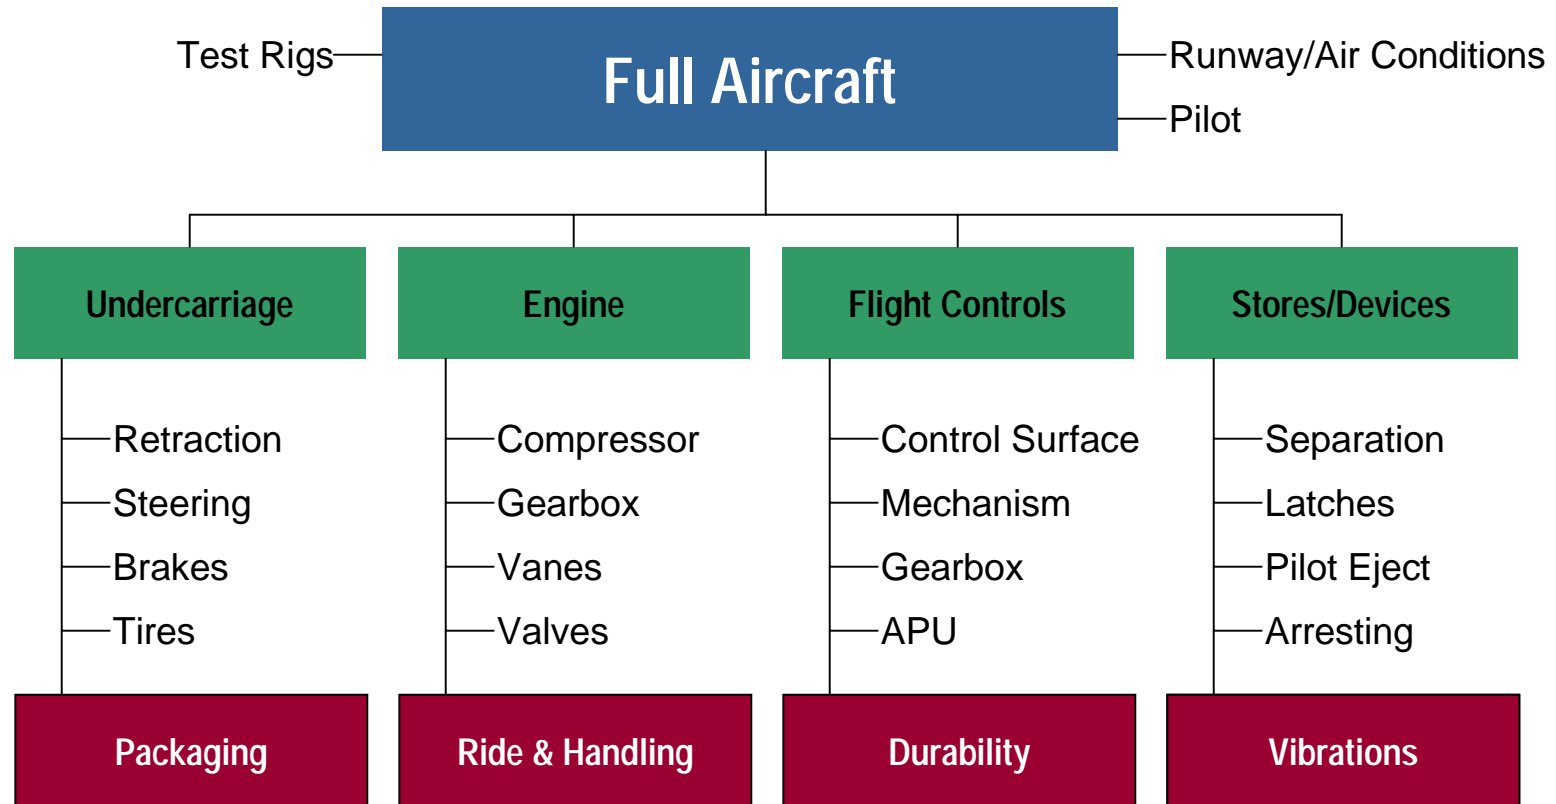 Test Rigs
Full Aircraft
Runway/Air Conditions
Pilot
Undercarriage
Engine
Flight Controls
Stores/Devices
Retraction
Steering
Brakes
Tires
Compressor
Gearbox
Vanes
Valves
Control Surface
Mechanism
Gearbox
APU
Separation
Latches
Pilot Eject
Arresting
Packaging
Ride & Handling
Durability
Vibrations